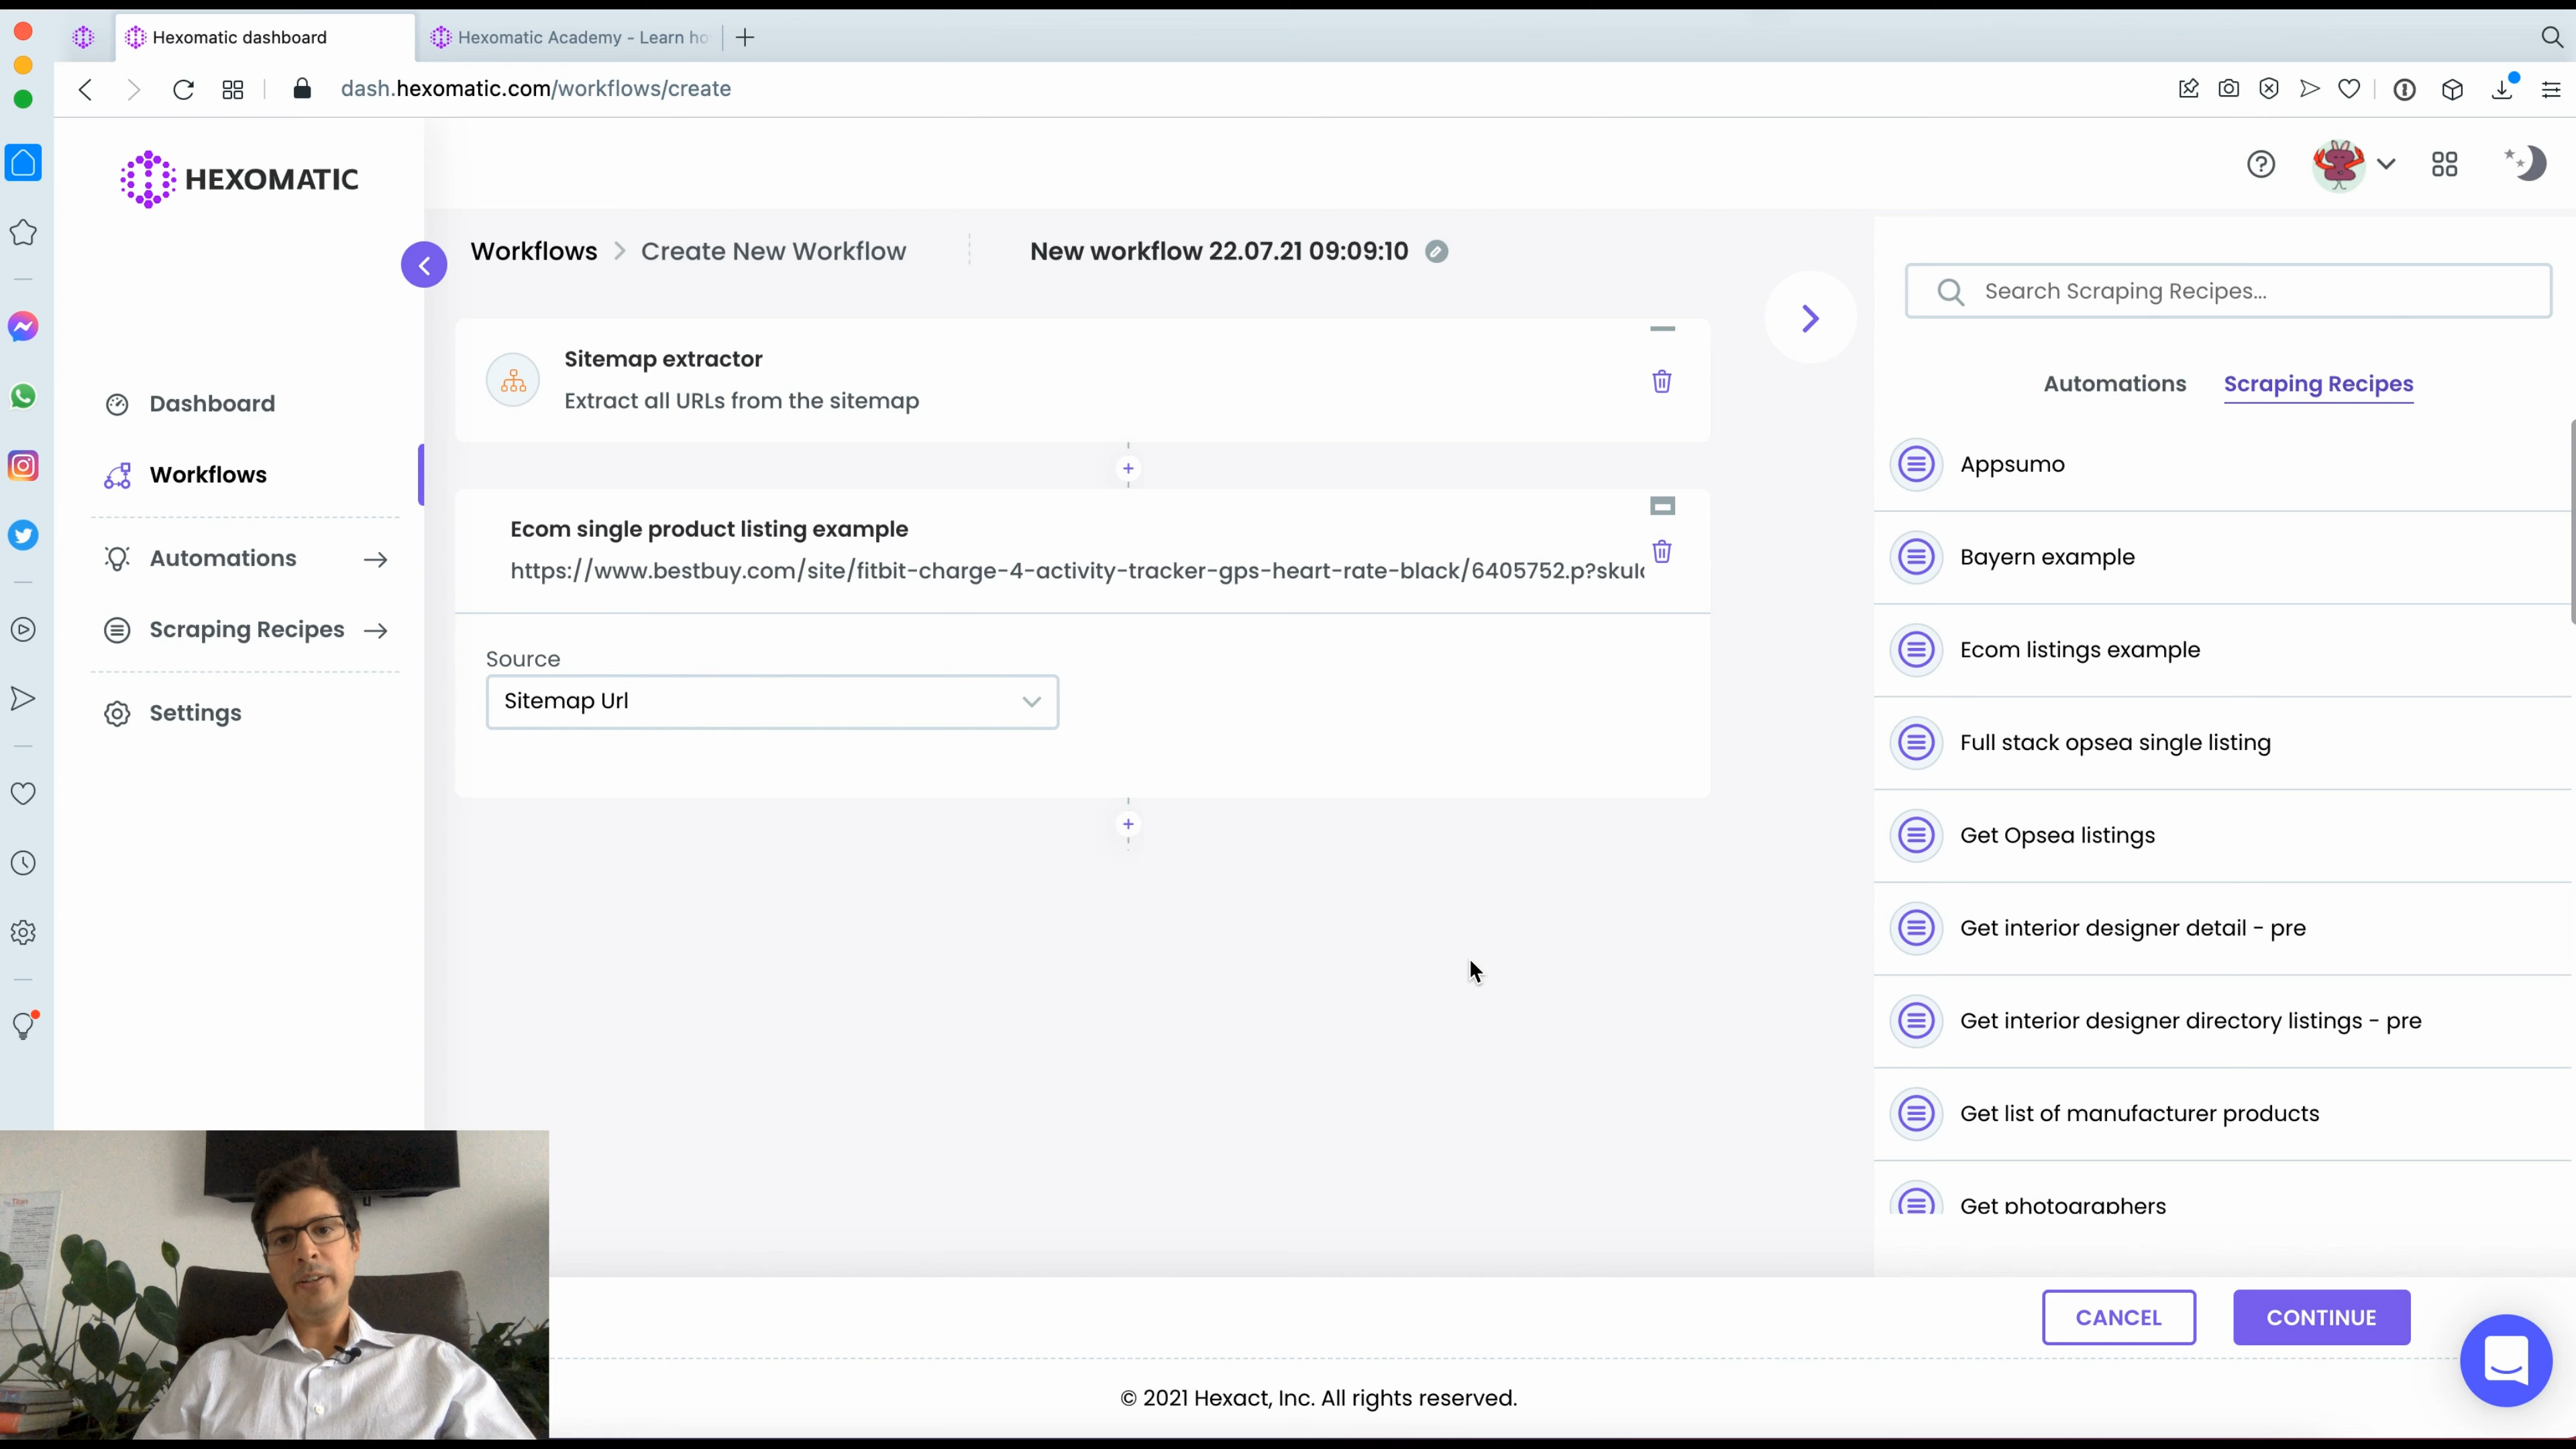 Hexomatic dashboard
Hexomatic Academy - Learn ho
dash.hexomatic.com/workflows/create
HEXOMATIC
Dashboard
Workflows
Automations
Scraping Recipes
Settings
Workflows > Create New Workflow
New workflow 22.07.21 09:09:10
Sitemap extractor
Extract all URLs from the sitemap
Ecom single product listing example
https://www.bestbuy.com/site/fitbit-charge-4-activity-tracker-gps-heart-rate-black/6405752.p?skuId
Source
Sitemap Url
Search Scraping Recipes...
Automations
Scraping Recipes
Appsumo
Bayern example
Ecom listings example
Full stack opsea single listing
Get Opsea listings
Get interior designer detail - pre
Get interior designer directory listings - pre
Get list of manufacturer products
Get photographers
CANCEL
CONTINUE
© 2021 Hexact, Inc. All rights reserved.